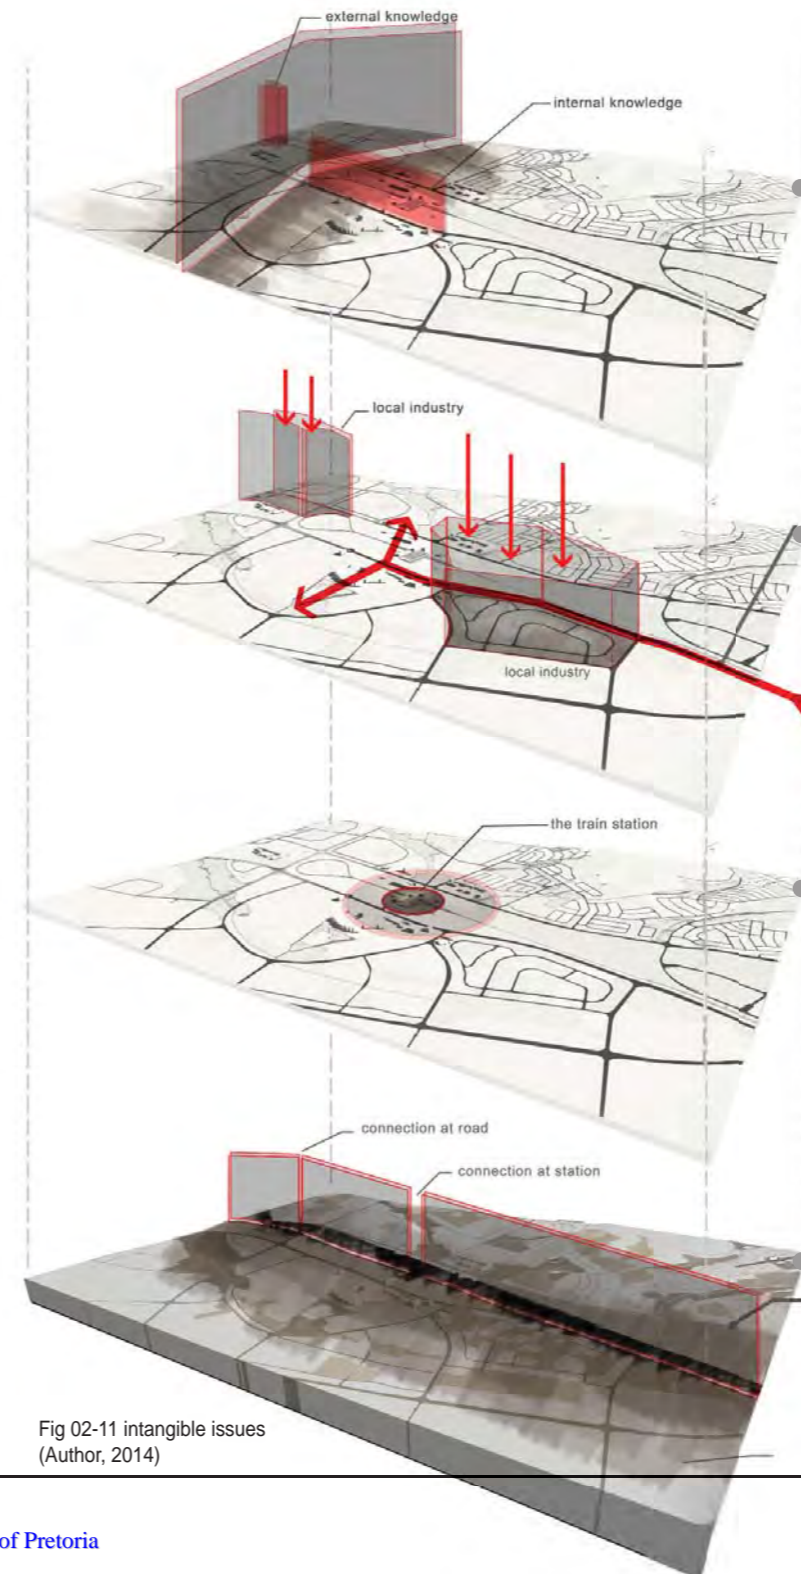 external knowledge
internal knowledge
local industry
local industry
the train station
connection at road
connection at station
Fig 02-11 intangible issues
(Author, 2014)
of Pretoria